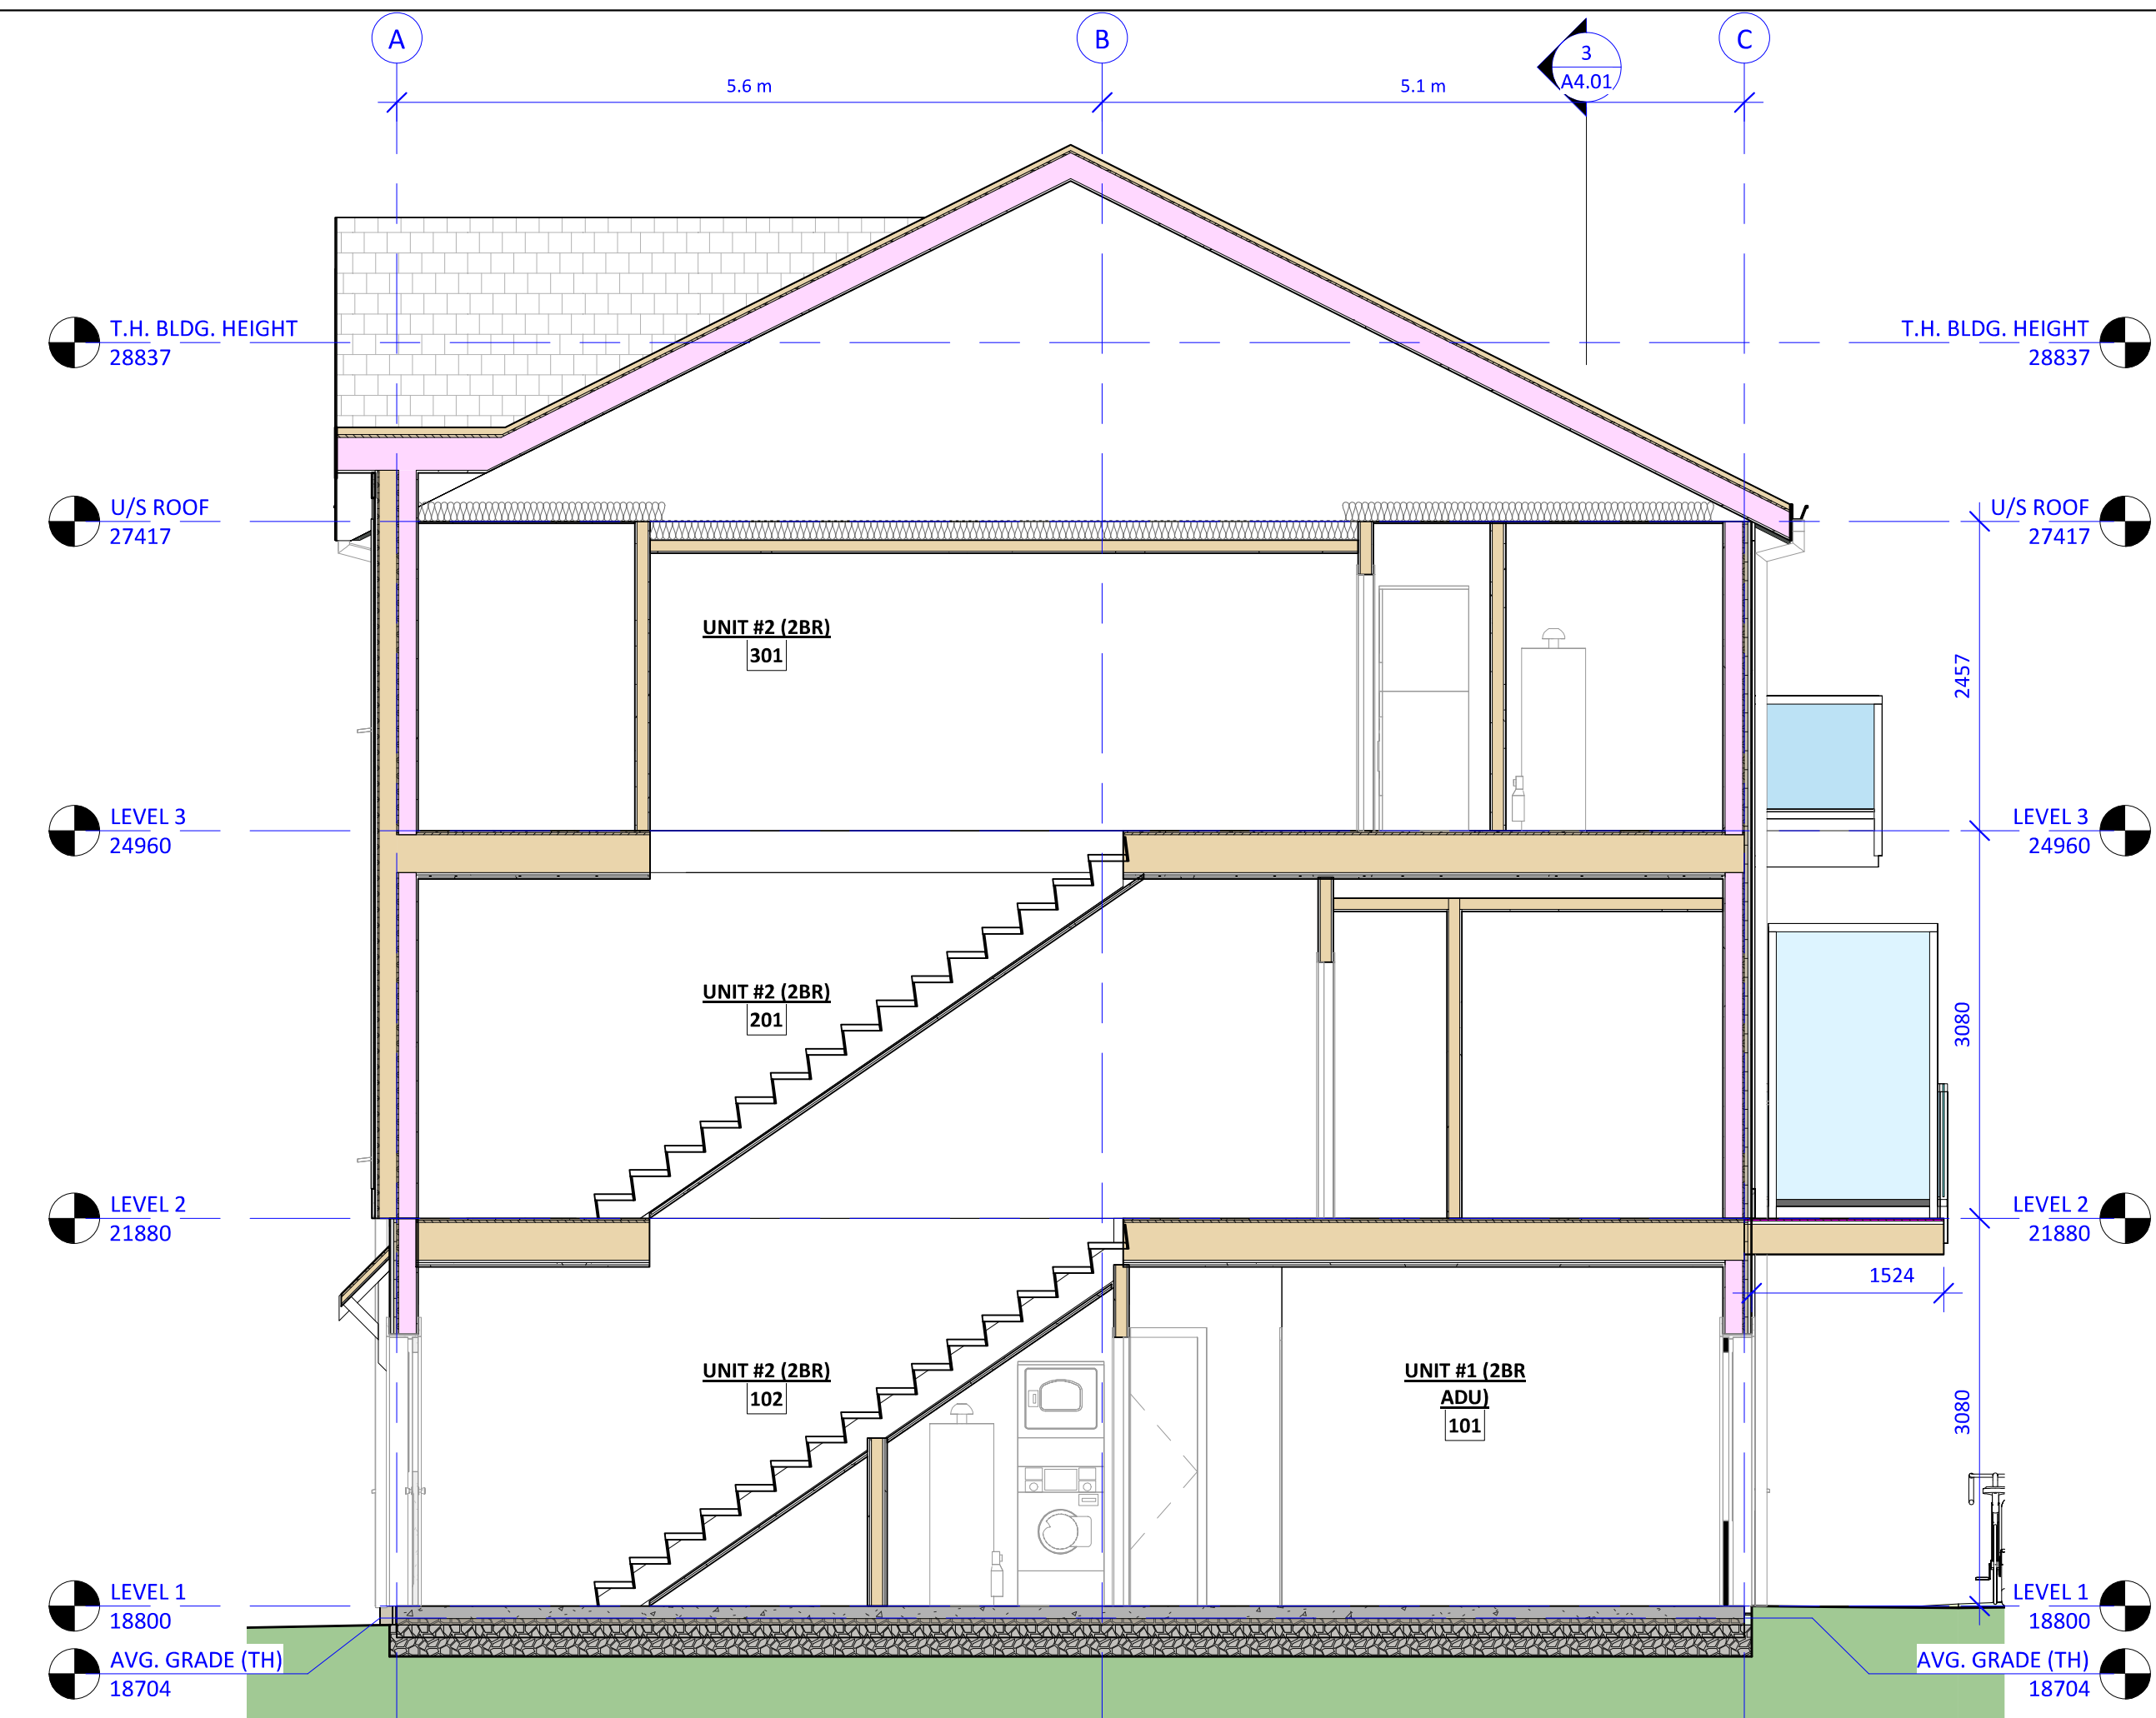 A
B
C
3
A4.01
5.6 m
5.1 m
T.H. BLDG. HEIGHT
28837
T.H. BLDG. HEIGHT
28837
U/S ROOF
27417
U/S ROOF
27417
UNIT #2 (2BR)
301
2457
LEVEL 3
24960
LEVEL 3
24960
UNIT #2 (2BR)
201
3080
LEVEL 2
21880
LEVEL 2
21880
1524
UNIT #2 (2BR)
102
UNIT #1 (2BR
ADU)
101
3080
LEVEL 1
18800
LEVEL 1
18800
AVG. GRADE (TH)
18704
AVG. GRADE (TH)
18704